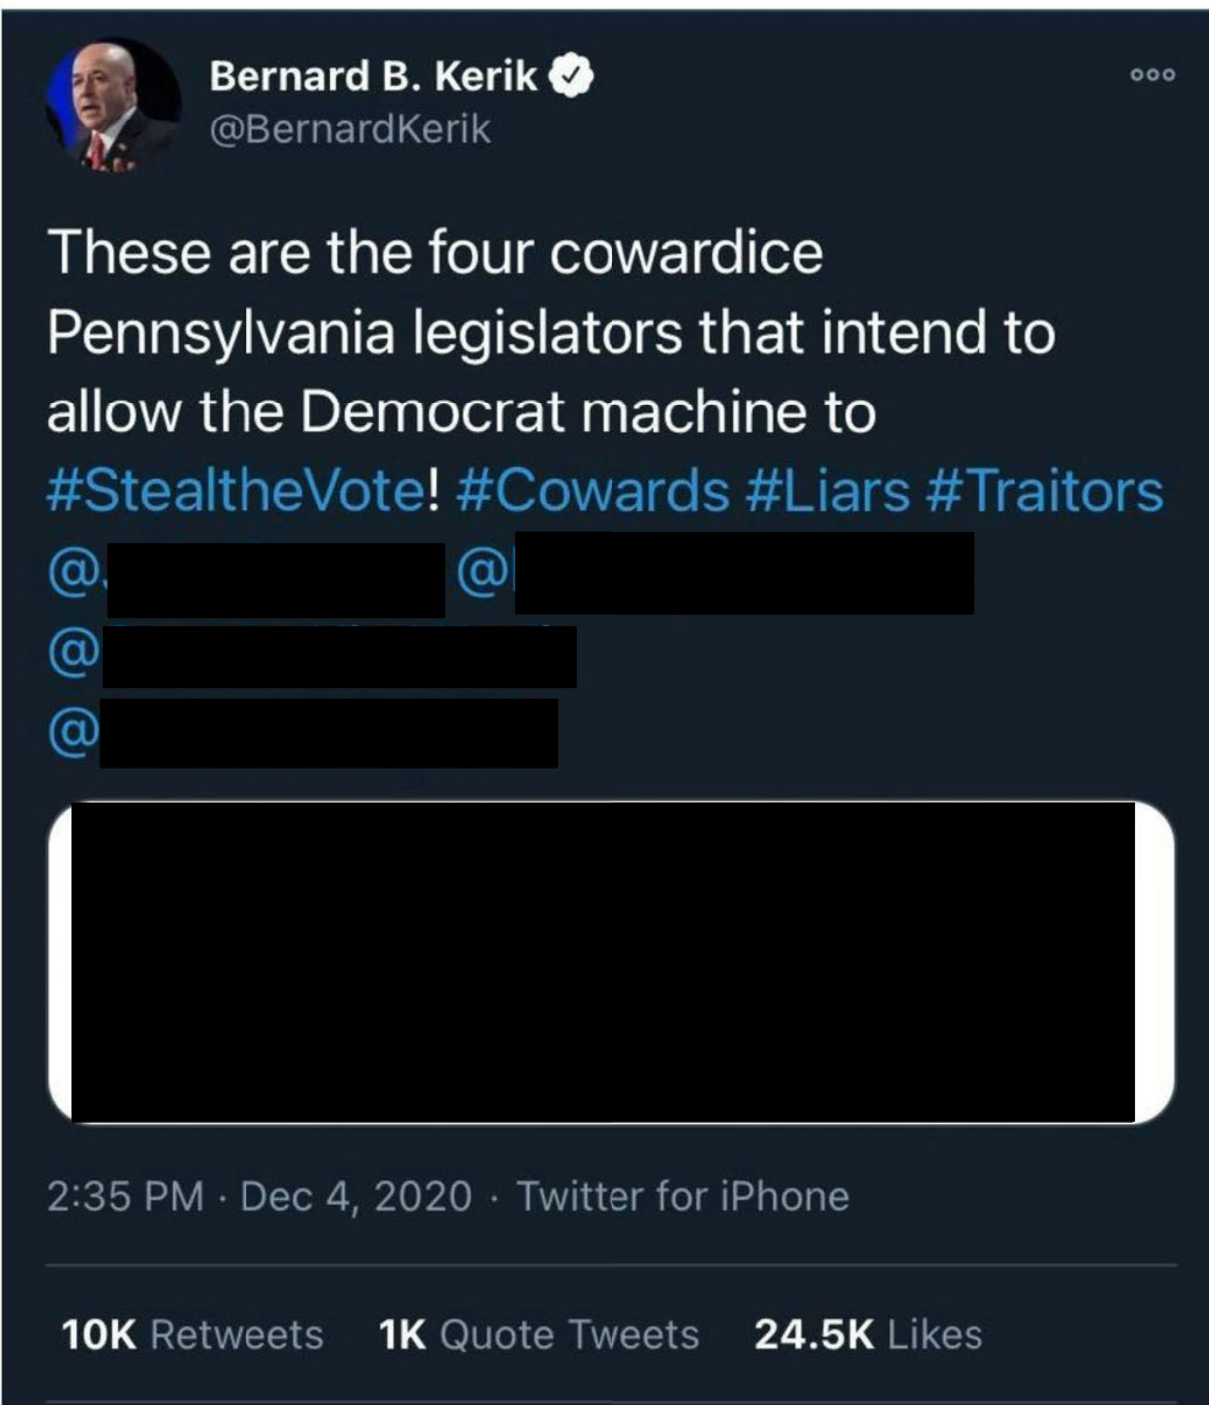 Bernard B. Kerik
@BernardKerik
These are the four cowardice
Pennsylvania legislators that intend to
allow the Democrat machine to
#StealtheVote! #Cowards #Liars #Traitors
@ @
@
@
2:35 PM · Dec 4, 2020 · Twitter for iPhone
10K Retweets 1K Quote Tweets 24.5K Likes